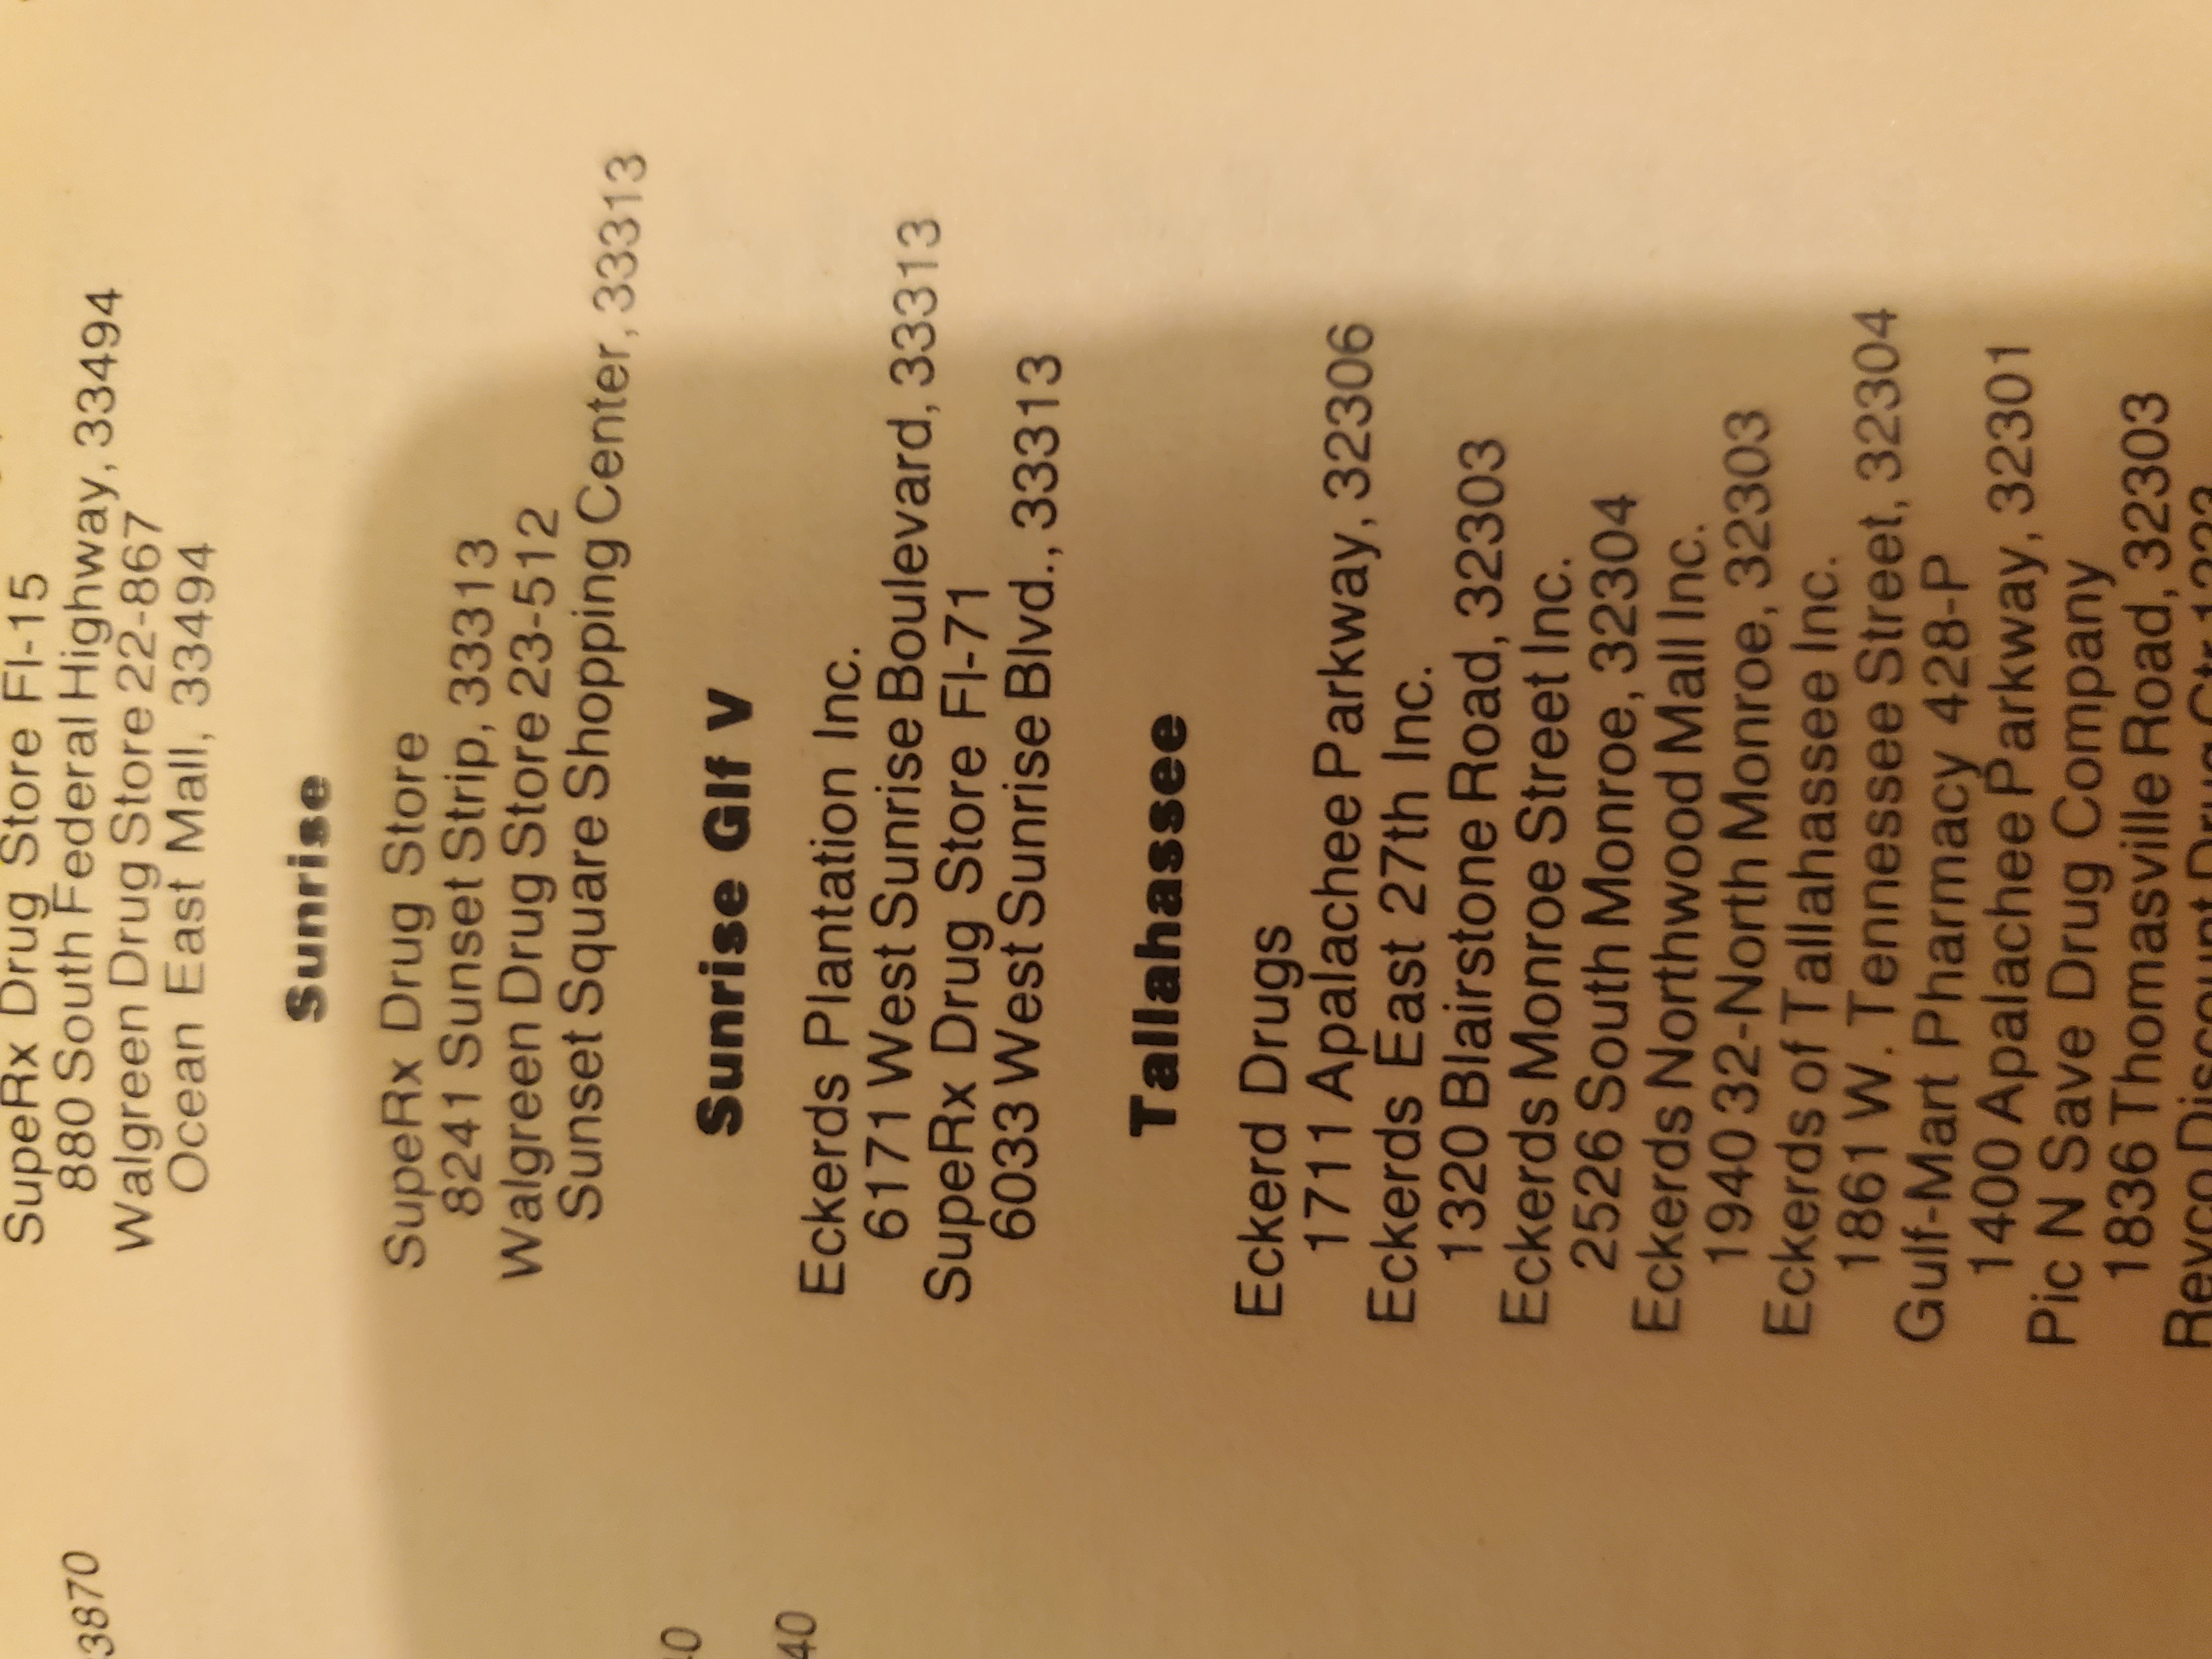 SupeRx Drug Store Fl-15
880 South Federal Highway, 33494
Walgreen Drug Store 22-867
Ocean East Mall, 33494
Sunrise
SupeRx Drug Store
8241 Sunset Strip, 33313
Walgreen Drug Store 23-512
Sunset Square Shopping Center, 33313
Sunrise Glf V
Eckerds Plantation Inc.
6171 West Sunrise Boulevard, 33313
SupeRx Drug Store Fl-71
6033 West Sunrise Blvd., 33313
Tallahassee
Eckerd Drugs
1711 Apalachee Parkway, 32306
Eckerds East 27th Inc.
1320 Blairstone Road, 32303
Eckerds Monroe Street Inc.
2526 South Monroe, 32304
Eckerds Northwood Mall Inc.
1940 32-North Monroe, 32303
Eckerds of Tallahassee Inc.
1861 W. Tennessee Street, 32304
Gulf-Mart Pharmacy 428-P
1400 Apalachee Parkway, 32301
Pic N Save Drug Company
1836 Thomasville Road, 32303
Revco Discount Drug
3870
40